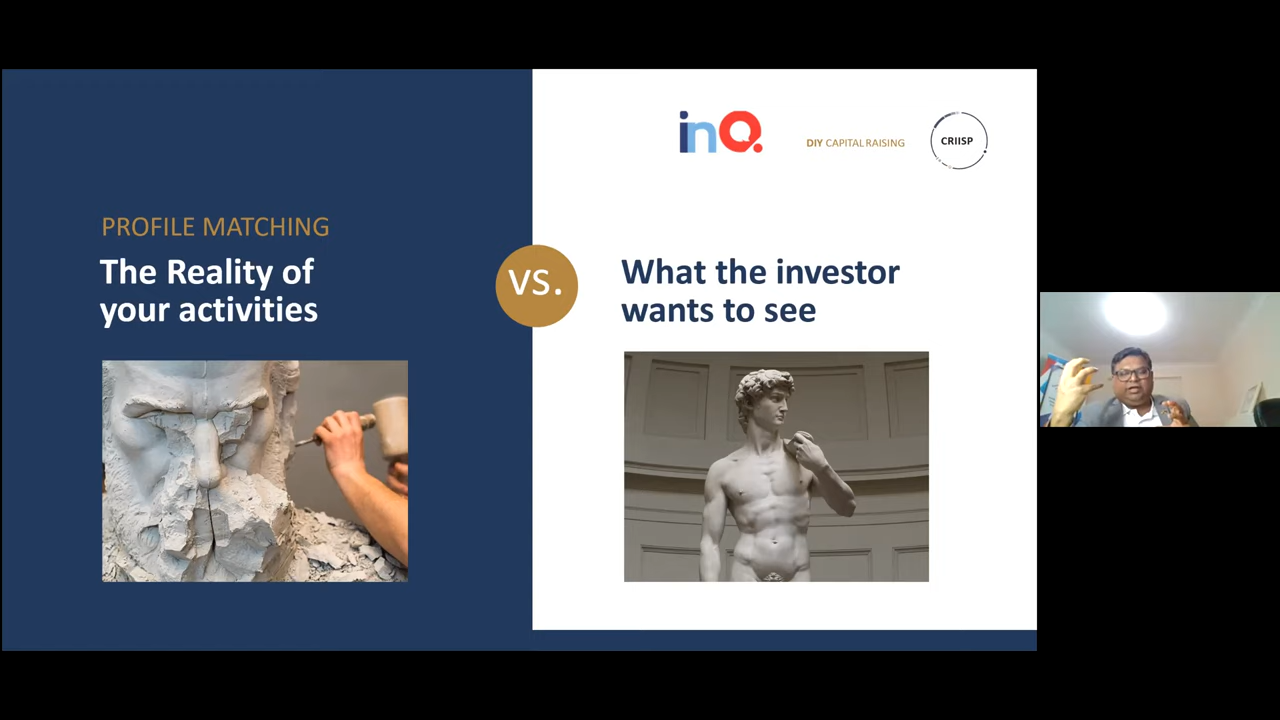 inQ.
DIY CAPITAL RAISING
CRIISP
PROFILE MATCHING
The Reality of
your activities
vs.
What the investor
wants to see